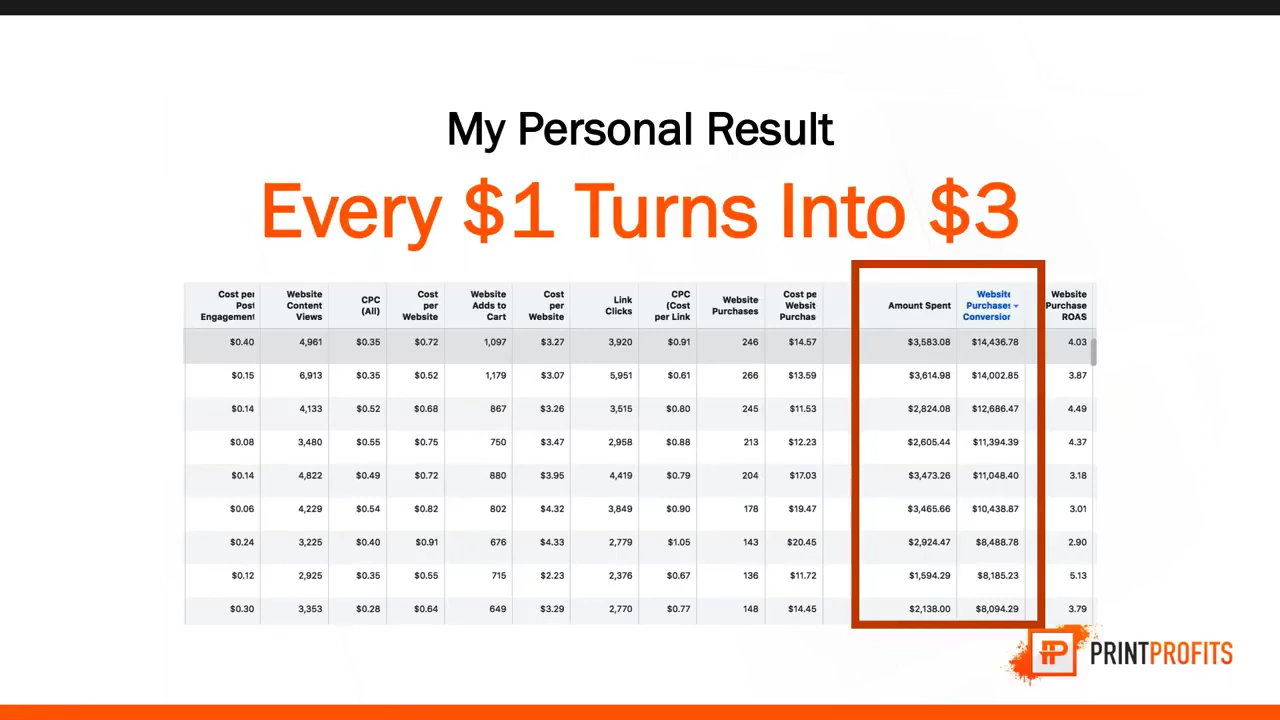 My Personal Result
Every $1 Turns Into $3
Cost per Post Engagement Website Content Views CPC (All) Cost per Website Website Adds to Cart Cost per Website Link Clicks CPC (Cost per Link Website Purchases Cost pe Websit Purchas Amount Spent Website Purchases Conversion Website Purchase ROAS
$0.40 4,961 $0.35 $0.72 1,097 $3.27 3,920 $0.91 246 $14.57 $3,583.08 $14,436.78 4.03
$0.15 6,913 $0.35 $0.52 1,179 $3.07 5,951 $0.61 266 $13.59 $3,614.98 $14,002.85 3.87
$0.14 4,133 $0.52 $0.68 867 $3.26 3,515 $0.80 245 $11.53 $2,824.08 $12,686.47 4.49
$0.08 3,480 $0.55 $0.75 750 $3.47 2,958 $0.88 213 $12.23 $2,605.44 $11,394.39 4.37
$0.14 4,822 $0.49 $0.72 880 $3.95 4,419 $0.79 204 $17.03 $3,473.26 $11,048.40 3.18
$0.06 4,229 $0.54 $0.82 802 $4.32 3,849 $0.90 178 $19.47 $3,465.66 $10,438.87 3.01
$0.24 3,225 $0.40 $0.91 676 $4.33 2,779 $1.05 143 $20.45 $2,924.47 $8,488.78 2.90
$0.12 2,925 $0.35 $0.55 715 $2.23 2,376 $0.67 136 $11.72 $1,594.29 $8,185.23 5.13
$0.30 3,353 $0.28 $0.64 649 $3.29 2,770 $0.77 148 $14.45 $2,138.00 $8,094.29 3.79
PRINTPROFITS